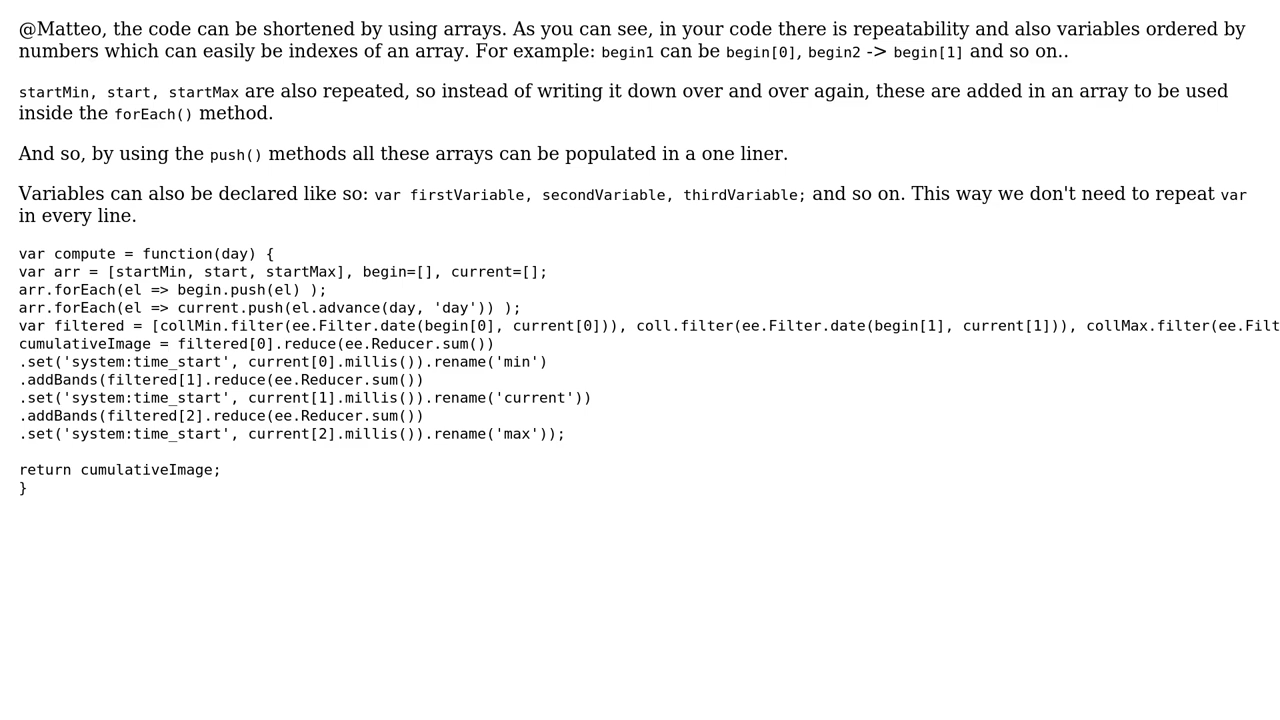 @Matteo, the code can be shortened by using arrays. As you can see, in your code there is repeatability and also variables ordered by
numbers which can easily be indexes of an array. For example: begin1 can be begin[0], begin2 -> begin[1] and so on..
startMin, start, startMax are also repeated, so instead of writing it down over and over again, these are added in an array to be used
inside the forEach() method.
And so, by using the push() methods all these arrays can be populated in a one liner.
Variables can also be declared like so: var firstVariable, secondVariable, thirdVariable; and so on. This way we don't need to repeat var
in every line.
var compute = function(day) {
var arr = [startMin, start, startMax], begin=[], current=[];
arr.forEach(el => begin.push(el) );
arr.forEach(el => current.push(el.advance(day, 'day')) );
var filtered = [collMin.filter(ee.Filter.date(begin[0], current[0])), coll.filter(ee.Filter.date(begin[1], current[1])), collMax.filter(ee.Filt
cumulativeImage = filtered[0].reduce(ee.Reducer.sum())
.set('system:time_start', current[0].millis()).rename('min')
.addBands(filtered[1].reduce(ee.Reducer.sum())
.set('system:time_start', current[1].millis()).rename('current'))
.addBands(filtered[2].reduce(ee.Reducer.sum())
.set('system:time_start', current[2].millis()).rename('max'));
return cumulativeImage;
}